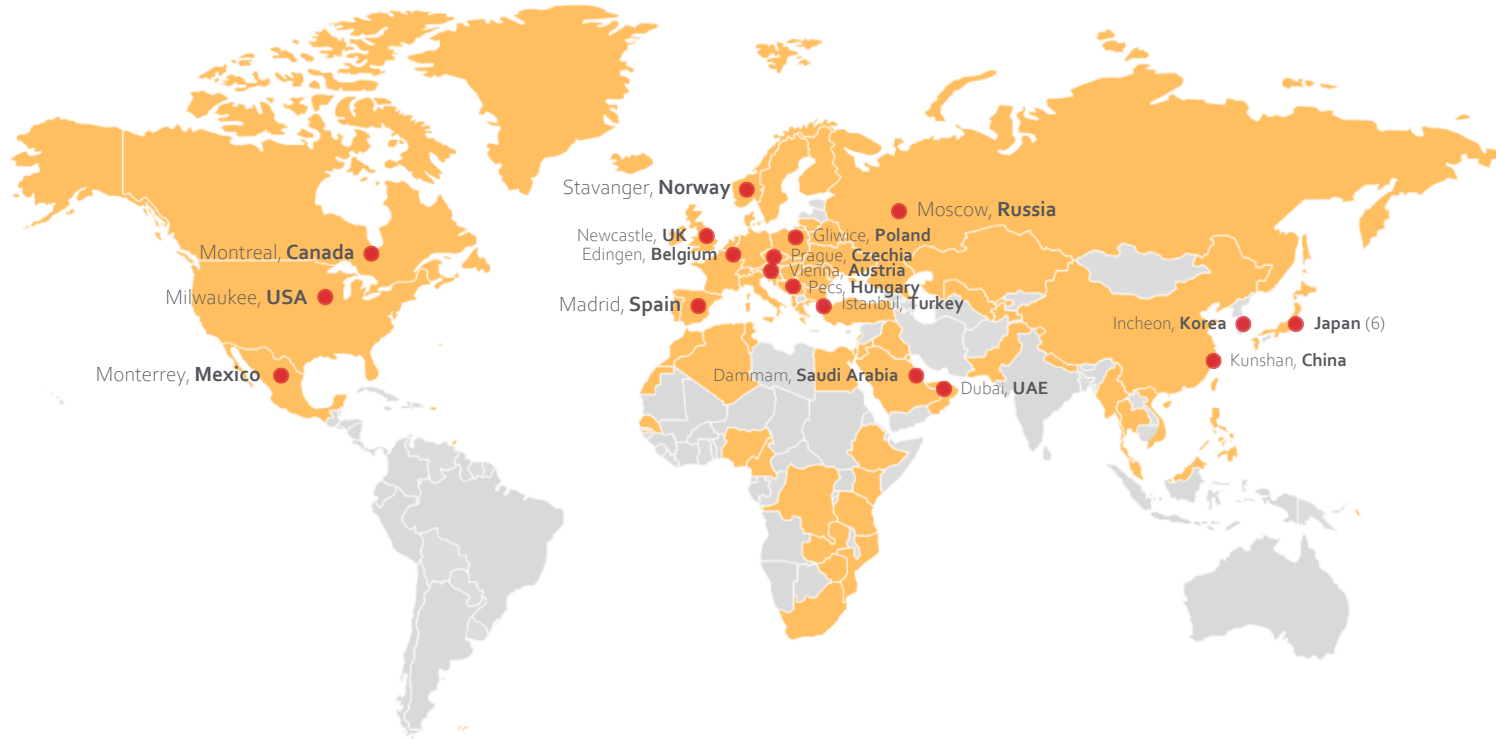 Stavanger, Norway
Moscow, Russia
Newcastle, UK
Gliwice, Poland
Montreal, Canada
Edingen, Belgium
Prague, Czechia
Vienna, Austria
Pecs, Hungary
Milwaukee, USA
Madrid, Spain
Istanbul, Turkey
Incheon, Korea
Japan (6)
Kunshan, China
Monterrey, Mexico
Dammam, Saudi Arabia
Dubai, UAE